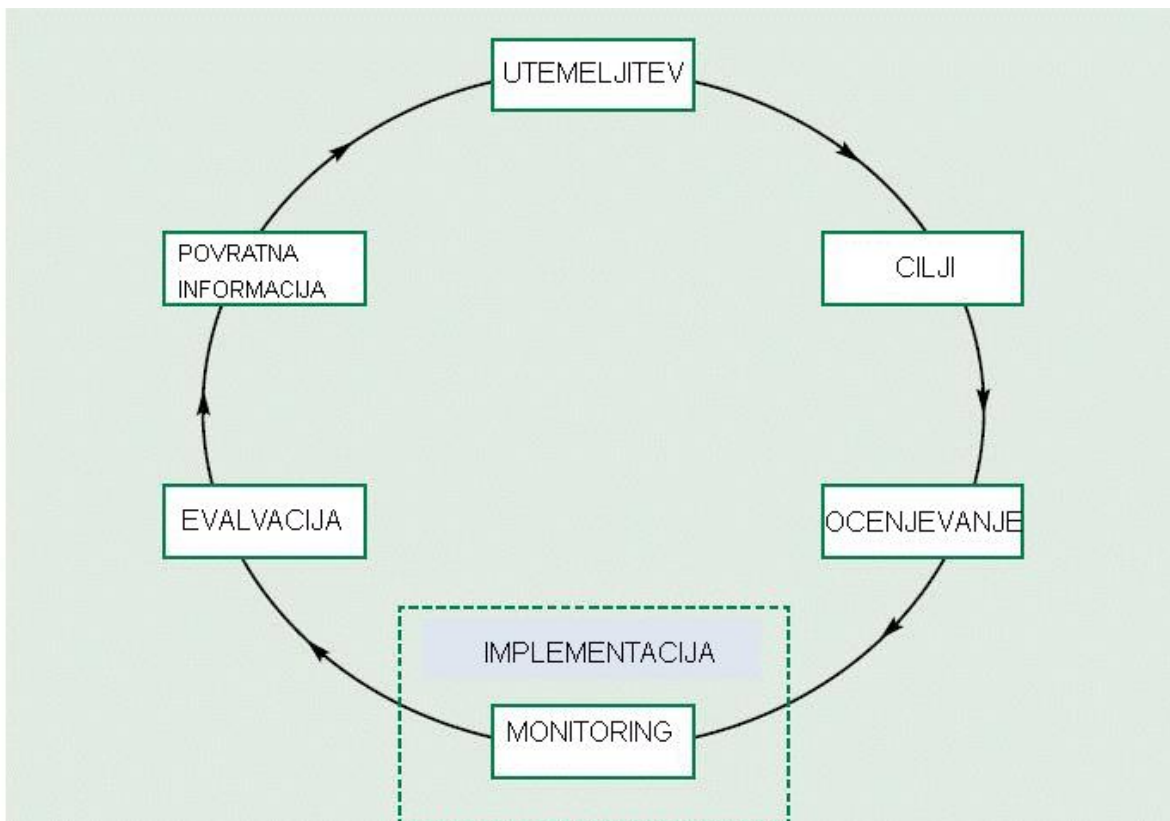 UTEMELJITEV
CILJI
OCENJEVANJE
IMPLEMENTACIJA
MONITORING
EVALVACIJA
POVRATNA
INFORMACIJA